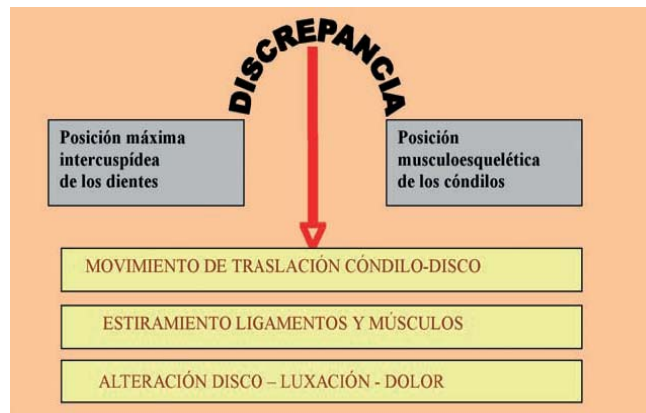 DISCREPANCIA
Posición máxima
intercuspídea
de los dientes
Posición
musculoesquelética
de los cóndilos
MOVIMIENTO DE TRASLACIÓN CÓNDILO-DISCO
ESTIRAMIENTO LIGAMENTOS Y MÚSCULOS
ALTERACIÓN DISCO – LUXACIÓN - DOLOR